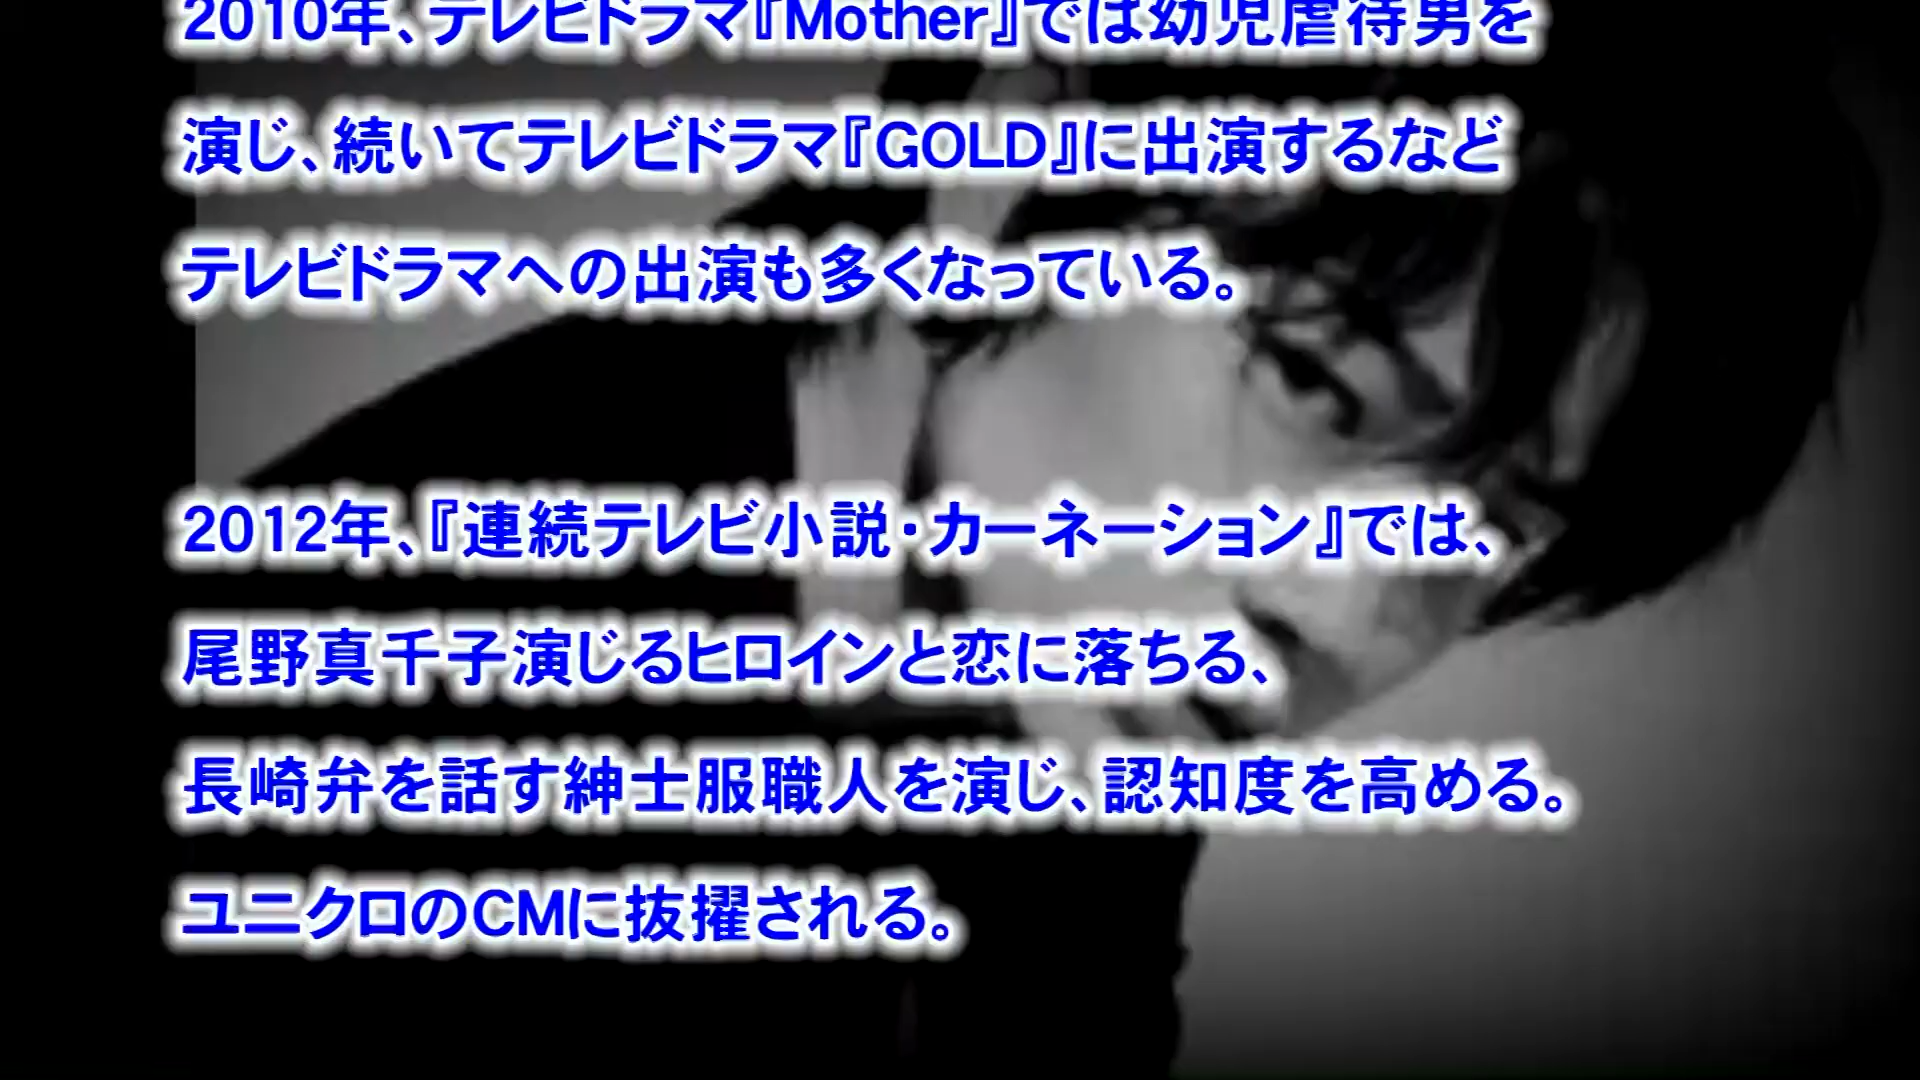 2010年、テレビドラマ『Mother』では幼児虐待男を
演じ、続いてテレビドラマ『GOLD』に出演するなど
テレビドラマへの出演も多くなっている。
2012年、『連続テレビ小説・カーネーション』では、
尾野真千子演じるヒロインと恋に落ちる、
長崎弁を話す紳士服職人を演じ、認知度を高める。
ユニクロのCMに抜擢される。